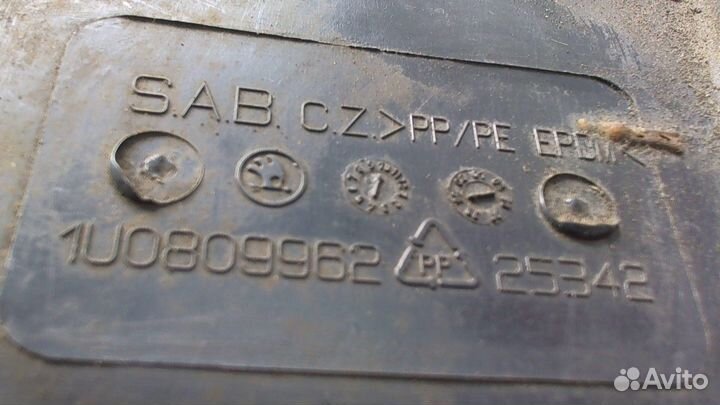 S.A.B. C.Z. >PP/PE EPDM<
1U0809962 PP 25342
Avito